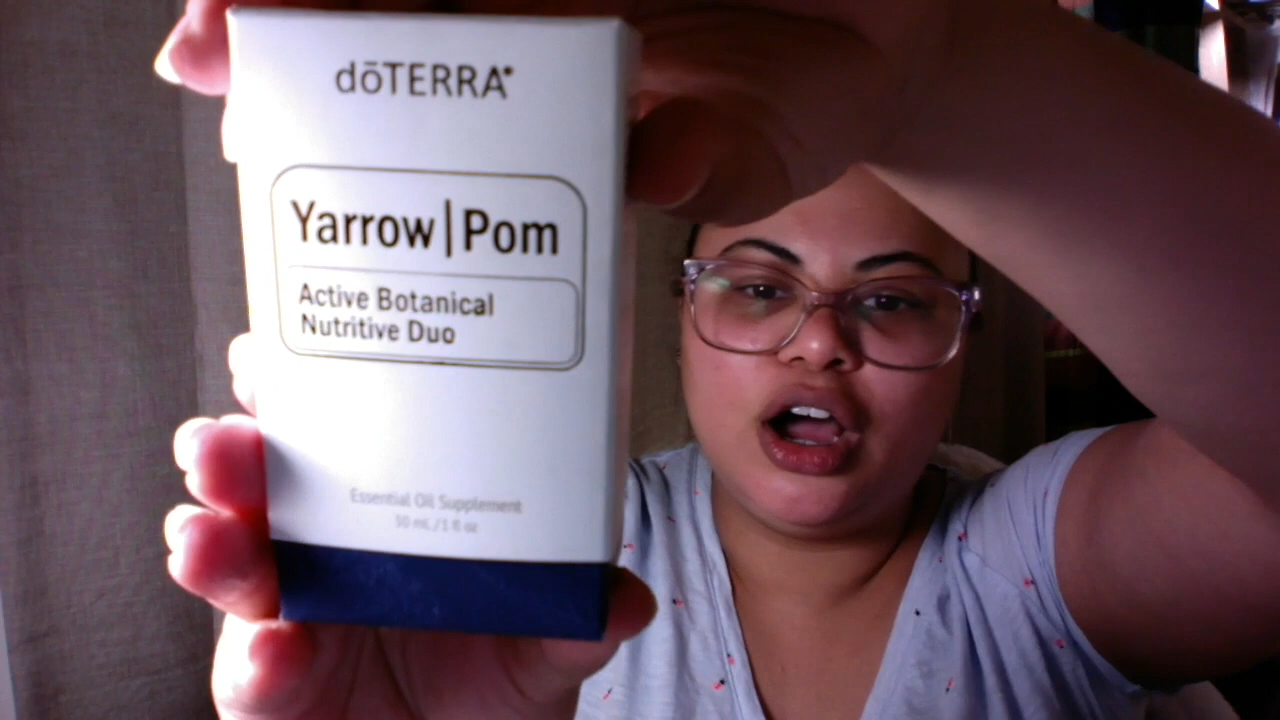 dōTERRA
Yarrow|Pom
Active Botanical
Nutritive Duo
Essential Oil Supplement
30 mL / 1 fl oz